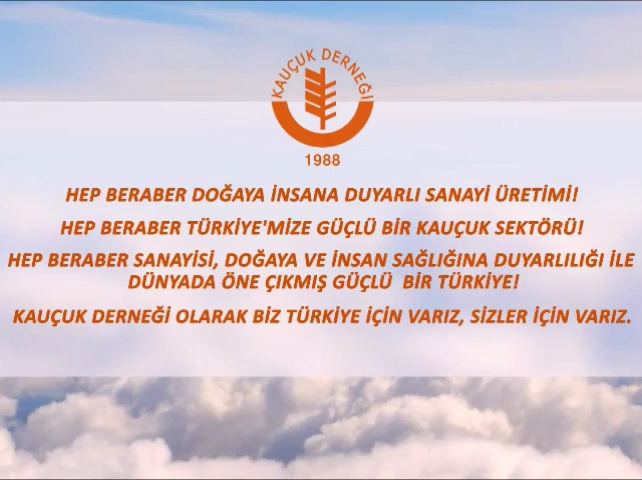 KAUÇUK DERNEĞİ
1988
HEP BERABER DOĞAYA İNSANA DUYARLI SANAYİ ÜRETİMİ!
HEP BERABER TÜRKİYE'MİZE GÜÇLÜ BİR KAUÇUK SEKTÖRÜ!
HEP BERABER SANAYİSİ, DOĞAYA VE İNSAN SAĞLIĞINA DUYARLILIĞI İLE
DÜNYADA ÖNE ÇIKMIŞ GÜÇLÜ BİR TÜRKİYE!
KAUÇUK DERNEĞİ OLARAK BİZ TÜRKİYE İÇİN VARIZ, SİZLER İÇİN VARIZ.